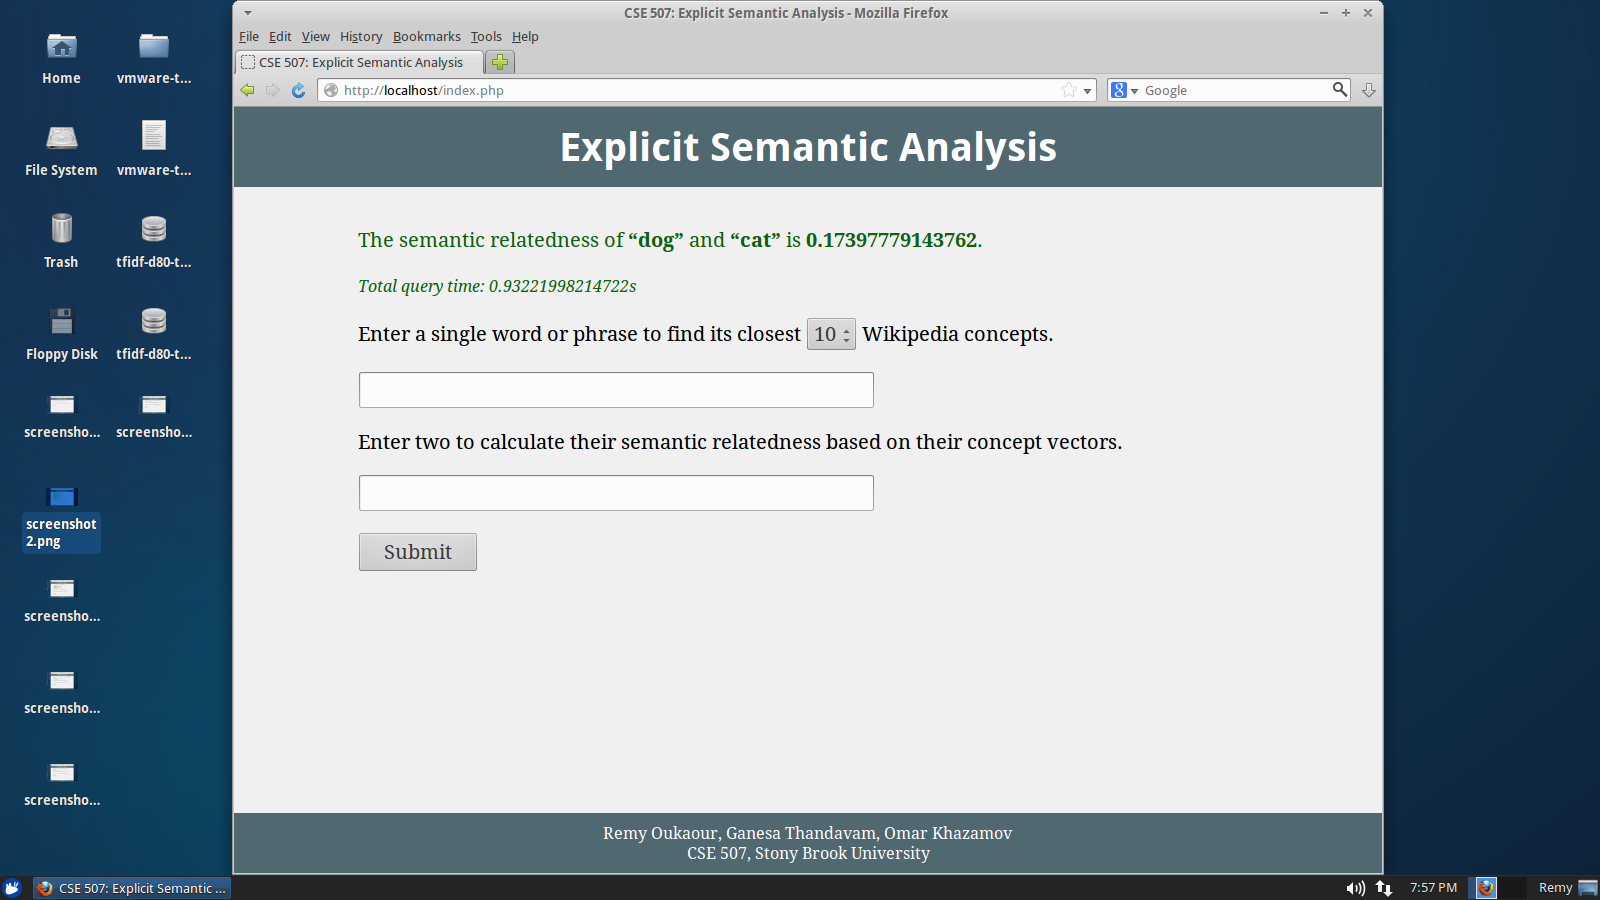 Home
vmware-t...
File System
vmware-t...
Trash
tfidf-d80-t...
Floppy Disk
tfidf-d80-t...
screensho...
screensho...
screenshot
2.png
screensho...
screensho...
screensho...
CSE 507: Explicit Semantic Analysis - Mozilla Firefox
File Edit View History Bookmarks Tools Help
CSE 507: Explicit Semantic Analysis
http://localhost/index.php
8 Google
Explicit Semantic Analysis
The semantic relatedness of “dog” and “cat” is 0.17397779143762.
Total query time: 0.93221998214722s
Enter a single word or phrase to find its closest 10 Wikipedia concepts.
Enter two to calculate their semantic relatedness based on their concept vectors.
Submit
Remy Oukaour, Ganesa Thandavam, Omar Khazamov
CSE 507, Stony Brook University
CSE 507: Explicit Semantic ...
7:57 PM
Remy